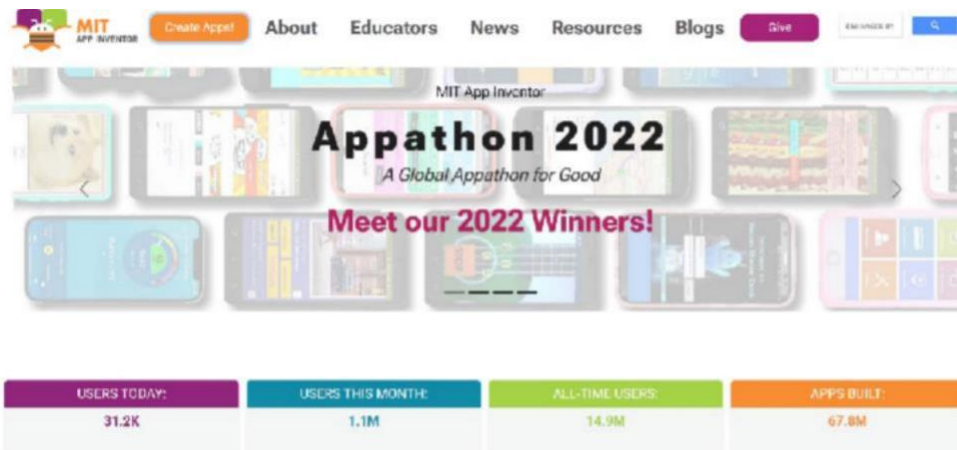 MIT
APP INVENTOR
Create Apps!
About
Educators
News
Resources
Blogs
Give
ENHANCED BY
MIT App Inventor
Appathon 2022
A Global Appathon for Good
Meet our 2022 Winners!
USERS TODAY:
USERS THIS MONTH:
ALL-TIME USERS:
APPS BUILT:
31.2K
1.1M
14.9M
67.8M